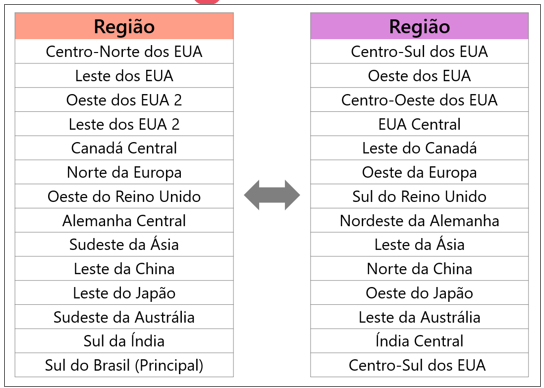 Região
Região
Centro-Norte dos EUA
Centro-Sul dos EUA
Leste dos EUA
Oeste dos EUA
Oeste dos EUA 2
Centro-Oeste dos EUA
Leste dos EUA 2
EUA Central
Canadá Central
Leste do Canadá
Norte da Europa
Oeste da Europa
Oeste do Reino Unido
Sul do Reino Unido
Alemanha Central
Nordeste da Alemanha
Sudeste da Ásia
Leste da Ásia
Leste da China
Norte da China
Leste do Japão
Oeste do Japão
Sudeste da Austrália
Leste da Austrália
Sul da Índia
Índia Central
Sul do Brasil (Principal)
Centro-Sul dos EUA